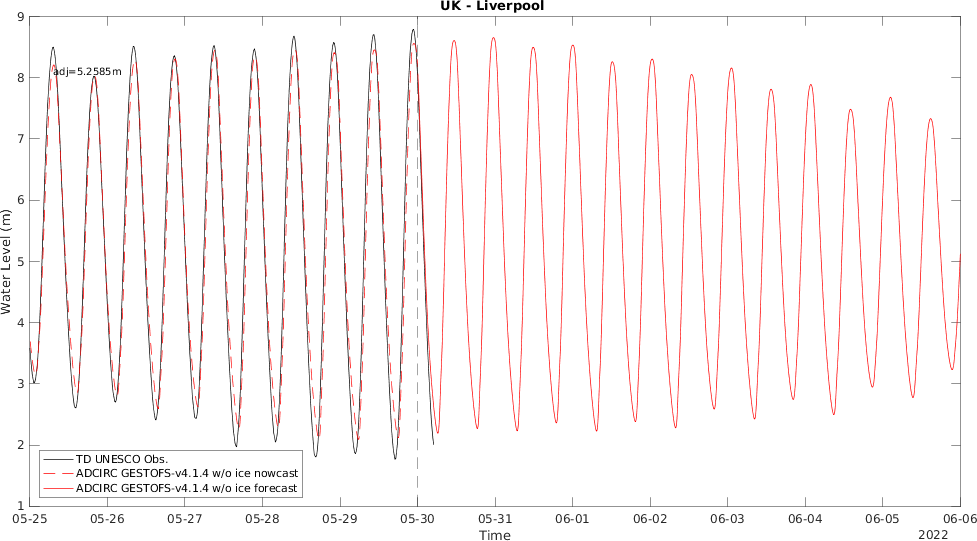 UK - Liverpool
9
8
7
6
5
4
3
2
1
Water Level (m)
adj=5.2585m
TD UNESCO Obs.
ADCIRC GESTOFS-v4.1.4 w/o ice nowcast
ADCIRC GESTOFS-v4.1.4 w/o ice forecast
05-25 05-26 05-27 05-28 05-29 05-30 05-31 06-01 06-02 06-03 06-04 06-05 06-06
Time
2022